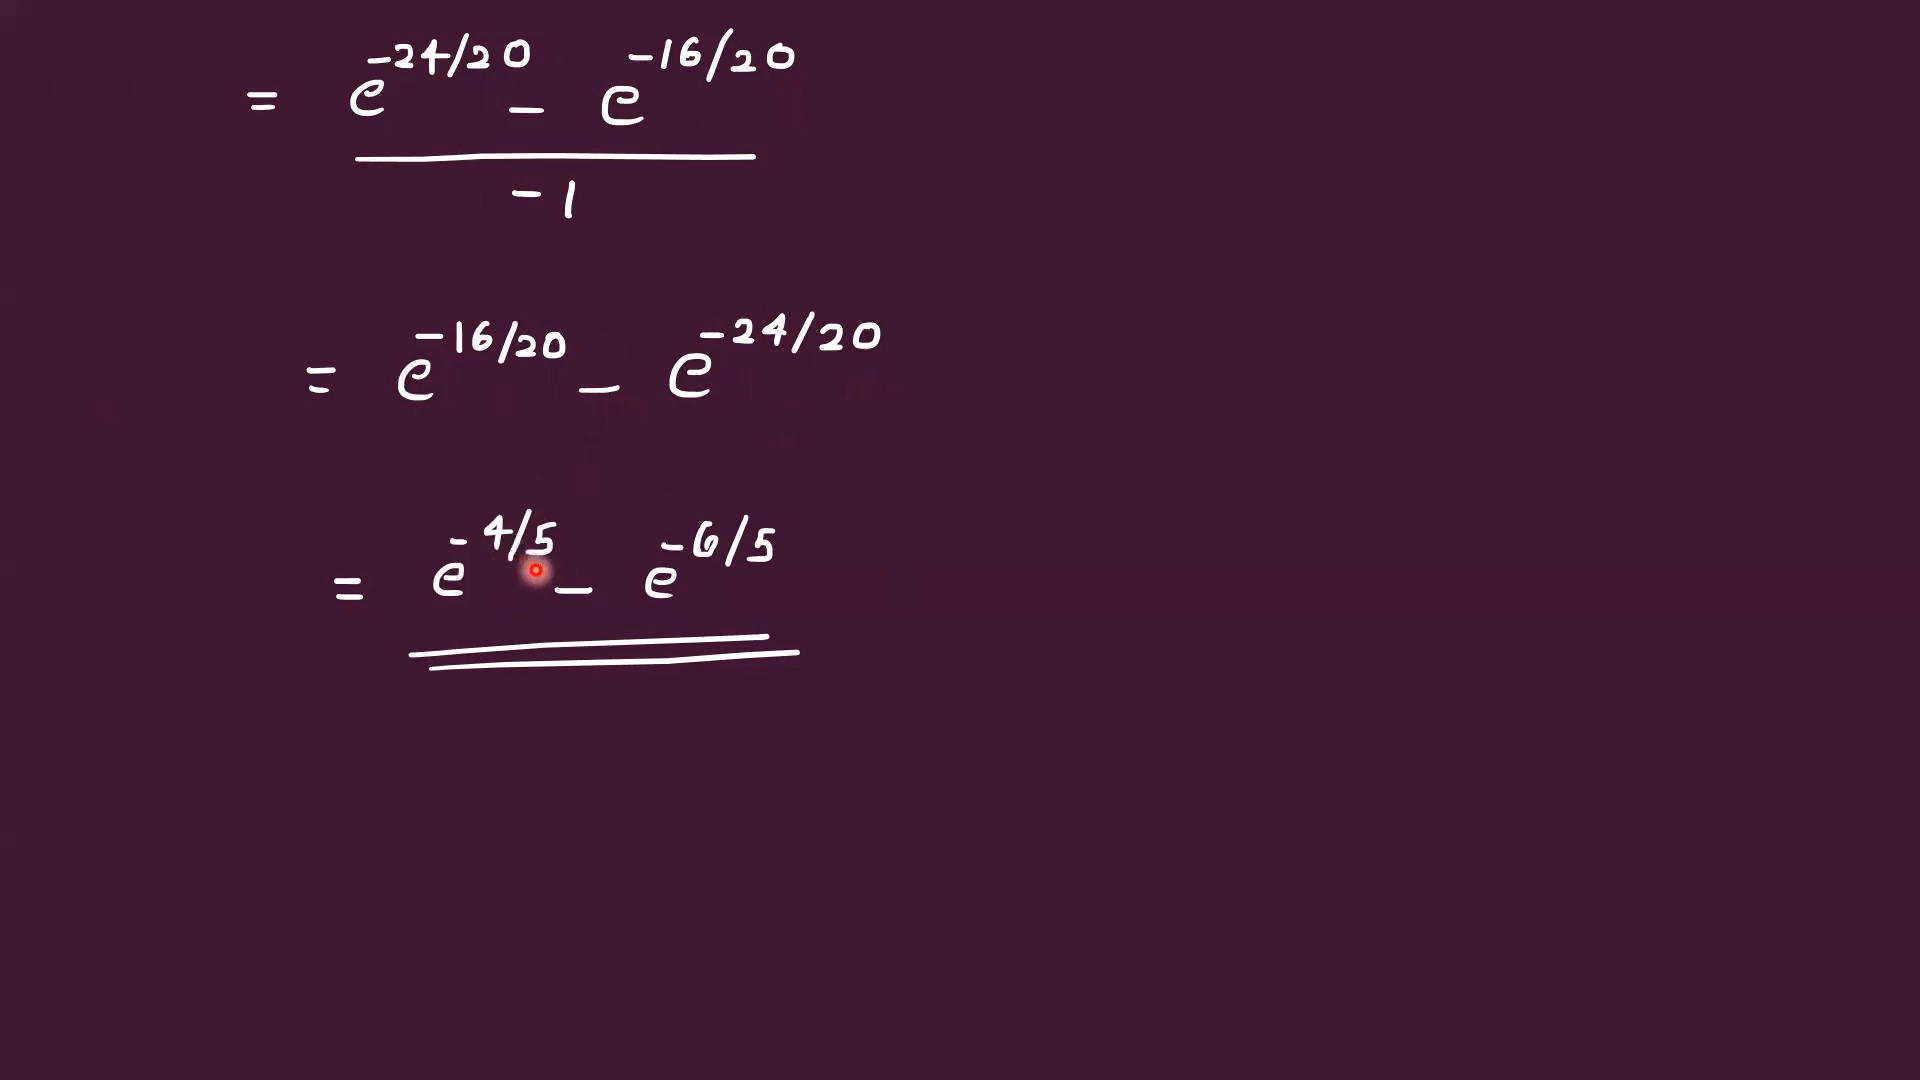 = e^{-24/20} - e^{-16/20}
-1
= e^{-16/20} - e^{-24/20}
= e^{-4/5} - e^{-6/5}